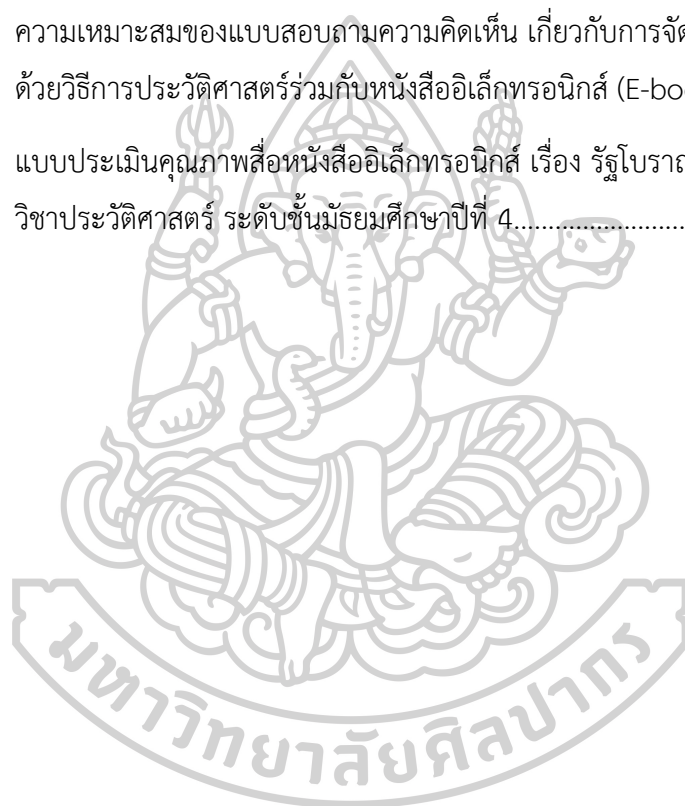 ความเหมาะสมของแบบสอบถามความคิดเห็น เกี่ยวกับการจัด
ด้วยวิธีการประวัติศาสตร์ร่วมกับหนังสืออิเล็กทรอนิกส์ (E-boo
แบบประเมินคุณภาพสื่อหนังสืออิเล็กทรอนิกส์ เรื่อง รัฐโบราณ
วิชาประวัติศาสตร์ ระดับชั้นมัธยมศึกษาปีที่ 4........................
มหาวิทยาลัยศิลปากร